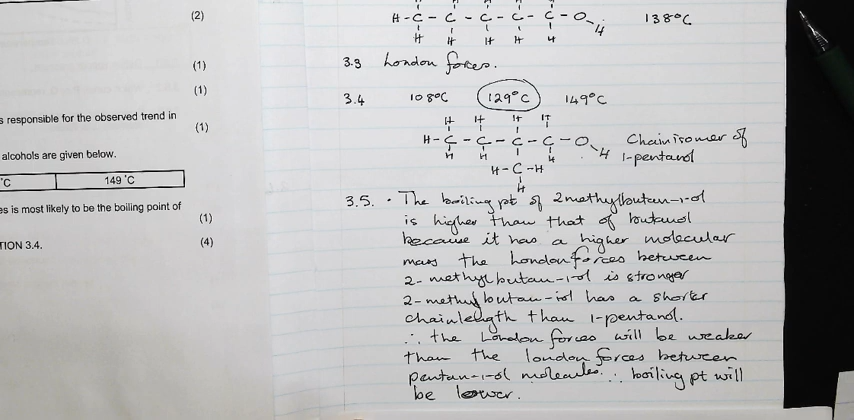 (2)
(1)
(1)
s responsible for the observed trend in
(1)
alcohols are given below.
°C 149 °C
es is most likely to be the boiling point of
(1)
TION 3.4.
(4)
H - C - C - C - C - C - O - H 138°C
H H H H H
3.3 London forces.
3.4 108°C 129°C 149°C
H H H H
H - C - C - C - C - O - H Chain isomer of
H H H 1-pentanol
H - C - H
H
3.5. · The boiling pt of 2methylbutan-1-ol
is higher than that of butanol
because it has a higher molecular
mass the London forces between
2-methylbutan-1-ol is stronger
2-methylbutan-1ol has a shorter
chainlength than 1-pentanol.
∴ the London forces will be weaker
than the london forces between
pentan-1-ol molecules. ∴ boiling pt will
be lower.